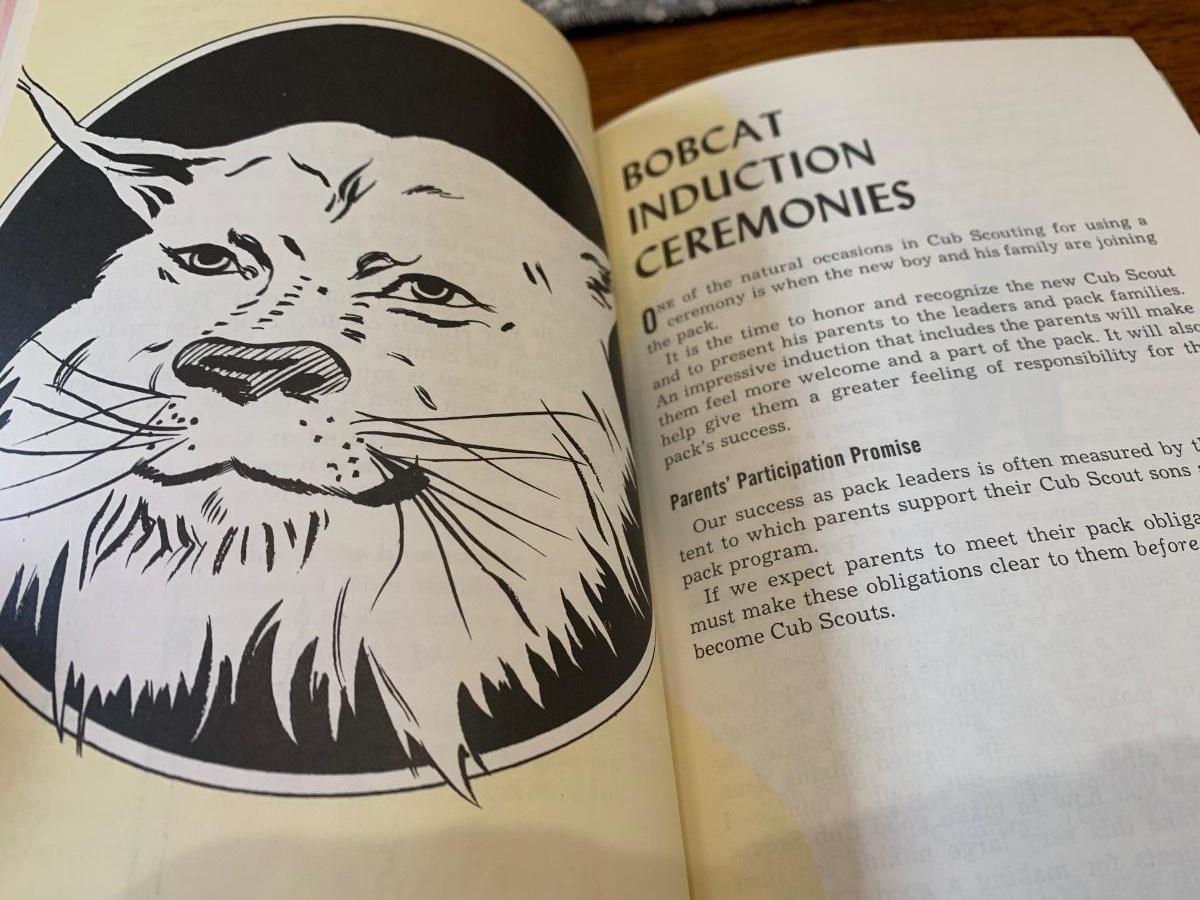 BOBCAT
INDUCTION
CEREMONIES
ONE of the natural occasions in Cub Scouting for using a
ceremony is when the new boy and his family are joining
the pack.
It is the time to honor and recognize the new Cub Scout
and to present his parents to the leaders and pack families.
An impressive induction that includes the parents will make
them feel more welcome and a part of the pack. It will also
help give them a greater feeling of responsibility for th
pack's success.
Parents' Participation Promise
Our success as pack leaders is often measured by t
tent to which parents support their Cub Scout sons
pack program.
If we expect parents to meet their pack obliga
must make these obligations clear to them before
become Cub Scouts.